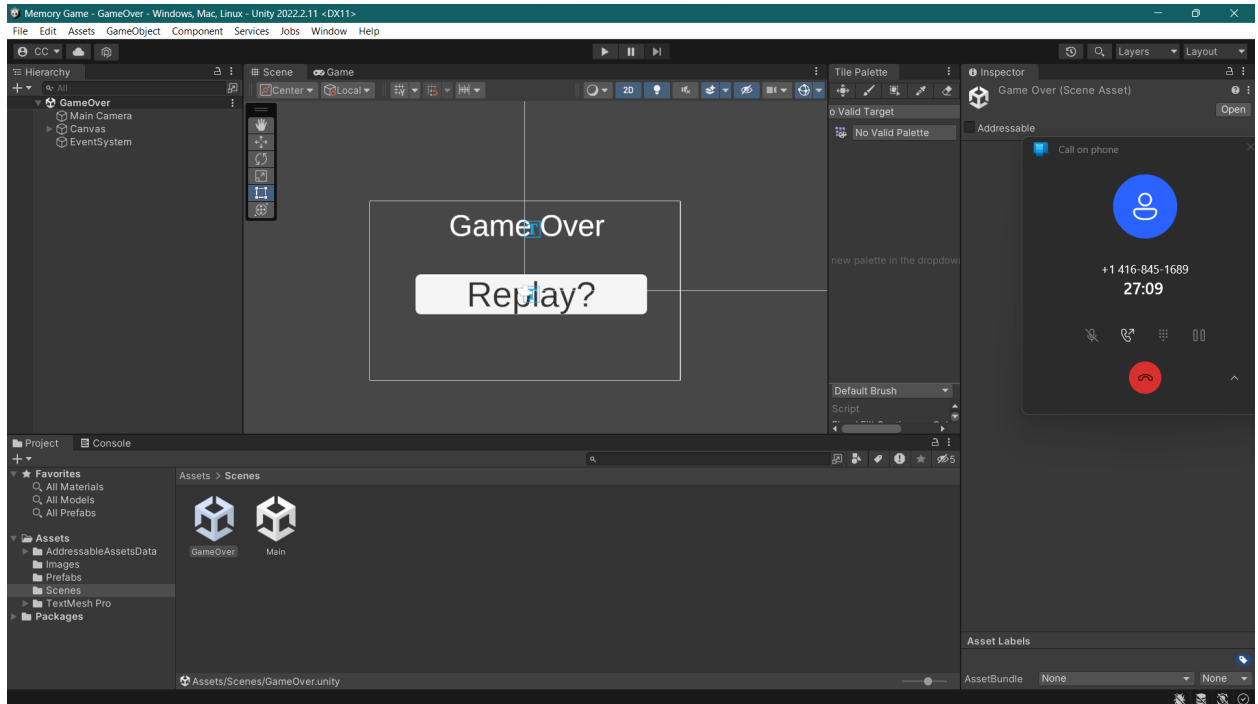 Memory Game - GameOver - Windows, Mac, Linux - Unity 2022.2.11 <DX11>
File Edit Assets GameObject Component Services Jobs Window Help
CC Layers Layout
Hierarchy Scene Game Tile Palette Inspector
All Center Local 2D Game Over (Scene Asset)
GameOver o Valid Target Open
Main Camera
Canvas No Valid Palette Addressable
EventSystem Call on phone
Game Over
new palette in the dropdow
+1 416-845-1689
27:09
Replay?
Default Brush
Script
Project Console
5
Favorites Assets > Scenes
All Materials
All Models
All Prefabs
Assets
AddressableAssetsData GameOver Main
Images
Prefabs
Scenes
TextMesh Pro
Packages
Asset Labels
Assets/Scenes/GameOver.unity AssetBundle None None